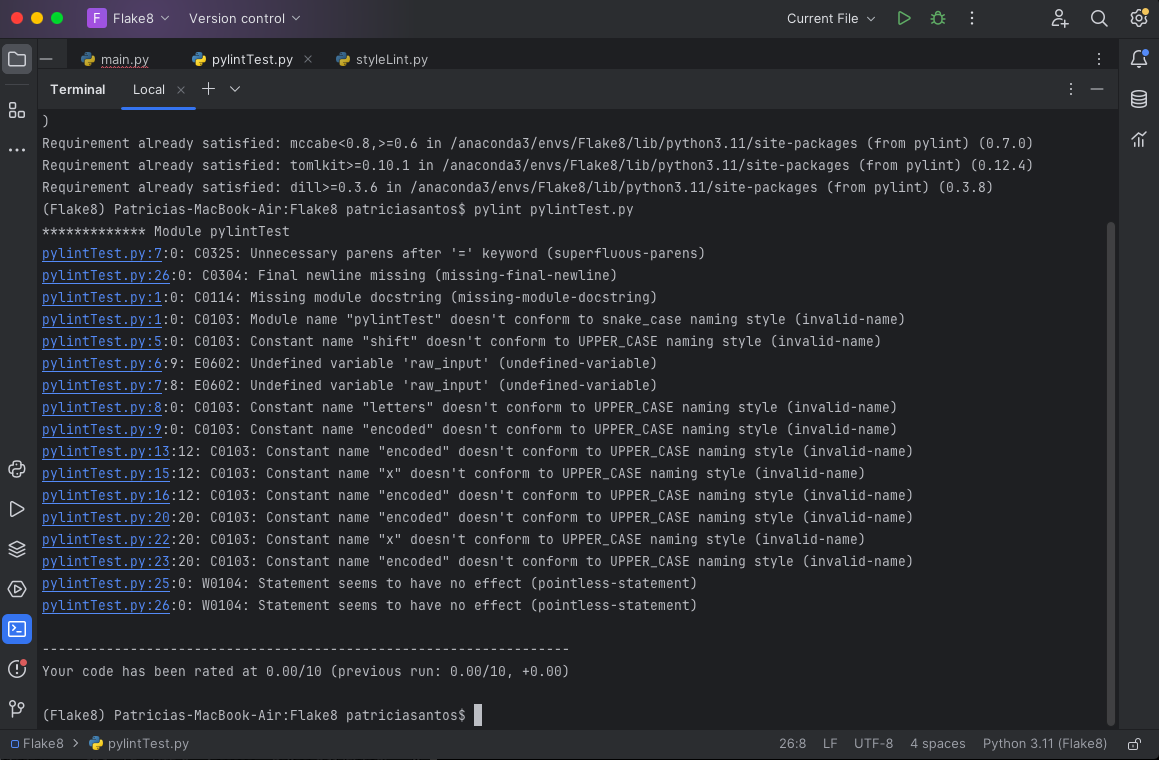 F Flake8 Version control Current File
main.py pylintTest.py styleLint.py
Terminal Local
)
Requirement already satisfied: mccabe<0.8,>=0.6 in /anaconda3/envs/Flake8/lib/python3.11/site-packages (from pylint) (0.7.0)
Requirement already satisfied: tomlkit>=0.10.1 in /anaconda3/envs/Flake8/lib/python3.11/site-packages (from pylint) (0.12.4)
Requirement already satisfied: dill>=0.3.6 in /anaconda3/envs/Flake8/lib/python3.11/site-packages (from pylint) (0.3.8)
(Flake8) Patricias-MacBook-Air:Flake8 patriciasantos$ pylint pylintTest.py
************* Module pylintTest
pylintTest.py:7:0: C0325: Unnecessary parens after '=' keyword (superfluous-parens)
pylintTest.py:26:0: C0304: Final newline missing (missing-final-newline)
pylintTest.py:1:0: C0114: Missing module docstring (missing-module-docstring)
pylintTest.py:1:0: C0103: Module name "pylintTest" doesn't conform to snake_case naming style (invalid-name)
pylintTest.py:5:0: C0103: Constant name "shift" doesn't conform to UPPER_CASE naming style (invalid-name)
pylintTest.py:6:9: E0602: Undefined variable 'raw_input' (undefined-variable)
pylintTest.py:7:8: E0602: Undefined variable 'raw_input' (undefined-variable)
pylintTest.py:8:0: C0103: Constant name "letters" doesn't conform to UPPER_CASE naming style (invalid-name)
pylintTest.py:9:0: C0103: Constant name "encoded" doesn't conform to UPPER_CASE naming style (invalid-name)
pylintTest.py:13:12: C0103: Constant name "encoded" doesn't conform to UPPER_CASE naming style (invalid-name)
pylintTest.py:15:12: C0103: Constant name "x" doesn't conform to UPPER_CASE naming style (invalid-name)
pylintTest.py:16:12: C0103: Constant name "encoded" doesn't conform to UPPER_CASE naming style (invalid-name)
pylintTest.py:20:20: C0103: Constant name "encoded" doesn't conform to UPPER_CASE naming style (invalid-name)
pylintTest.py:22:20: C0103: Constant name "x" doesn't conform to UPPER_CASE naming style (invalid-name)
pylintTest.py:23:20: C0103: Constant name "encoded" doesn't conform to UPPER_CASE naming style (invalid-name)
pylintTest.py:25:0: W0104: Statement seems to have no effect (pointless-statement)
pylintTest.py:26:0: W0104: Statement seems to have no effect (pointless-statement)
------------------------------------------------------------------
Your code has been rated at 0.00/10 (previous run: 0.00/10, +0.00)
(Flake8) Patricias-MacBook-Air:Flake8 patriciasantos$
Flake8 > pylintTest.py 26:8 LF UTF-8 4 spaces Python 3.11 (Flake8)